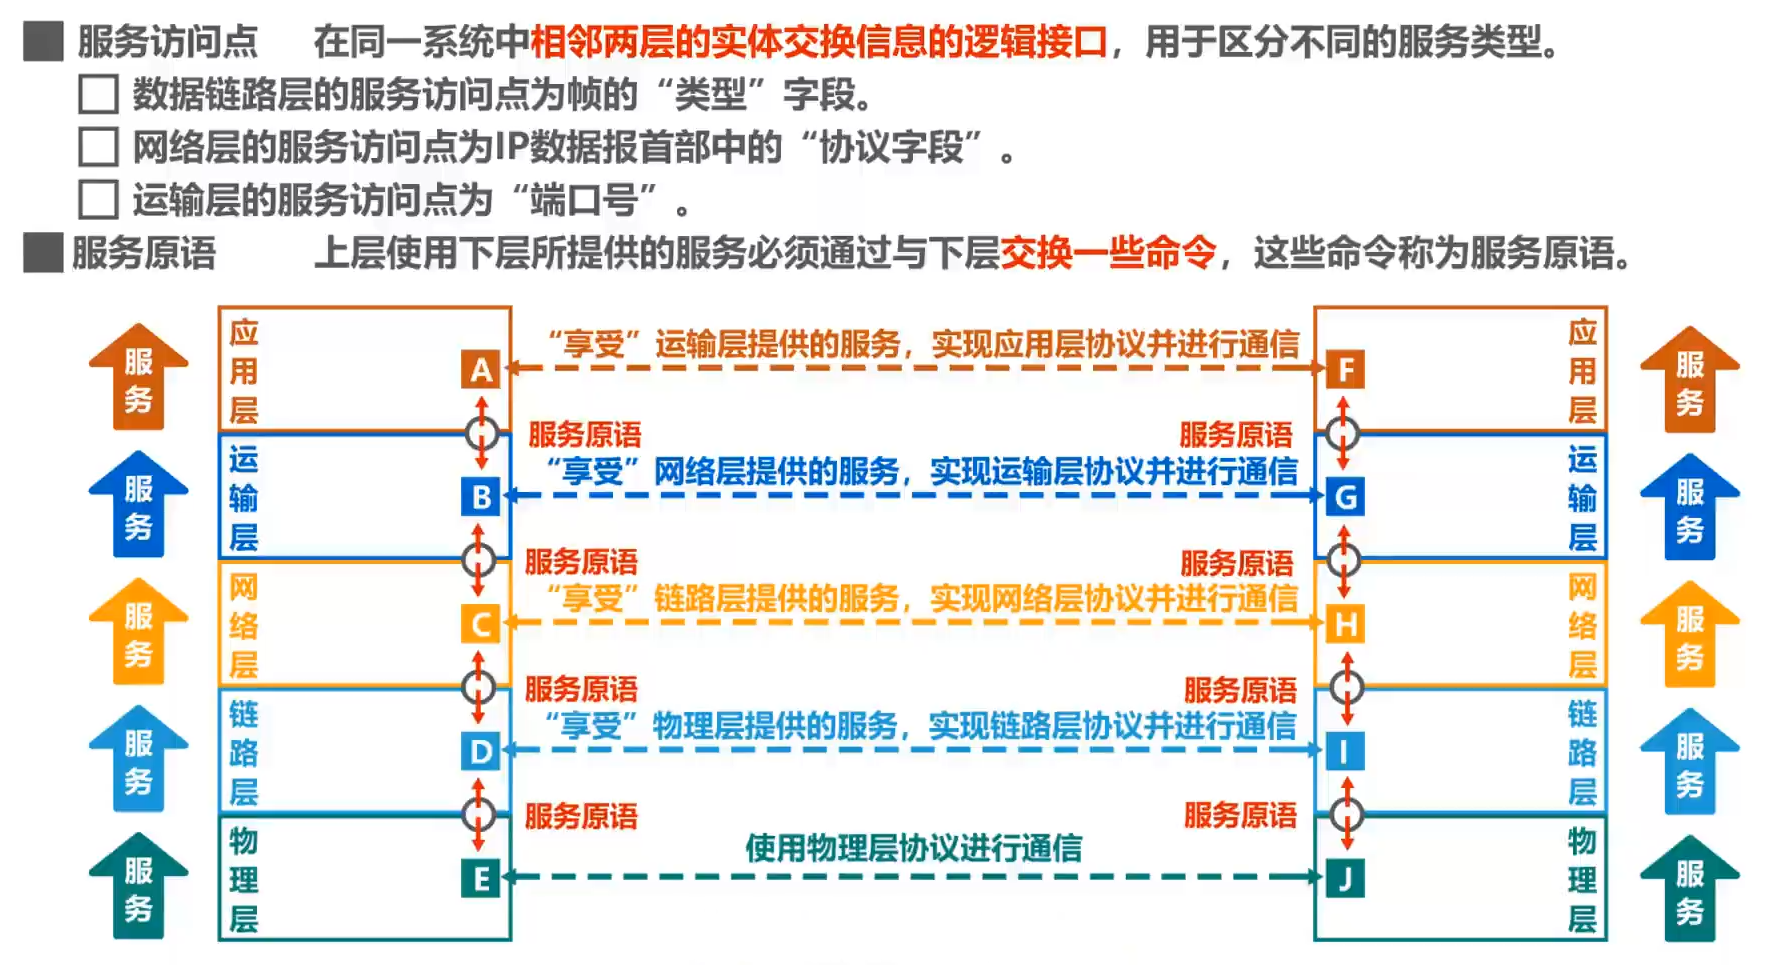 服务访问点 在同一系统中相邻两层的实体交换信息的逻辑接口，用于区分不同的服务类型。
数据链路层的服务访问点为帧的“类型”字段。
网络层的服务访问点为IP数据报首部中的“协议字段”。
运输层的服务访问点为“端口号”。
服务原语 上层使用下层所提供的服务必须通过与下层交换一些命令，这些命令称为服务原语。
服务 应用层 A “享受”运输层提供的服务，实现应用层协议并进行通信 F 应用层 服务
服务原语 服务原语
服务 运输层 B “享受”网络层提供的服务，实现运输层协议并进行通信 G 运输层 服务
服务原语 服务原语
服务 网络层 C “享受”链路层提供的服务，实现网络层协议并进行通信 H 网络层 服务
服务原语 服务原语
服务 链路层 D “享受”物理层提供的服务，实现链路层协议并进行通信 I 链路层 服务
服务原语 服务原语
服务 物理层 E 使用物理层协议进行通信 J 物理层 服务